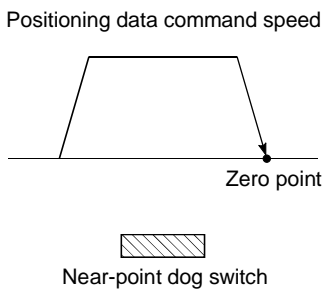 Positioning data command speed
Zero point
Near-point dog switch